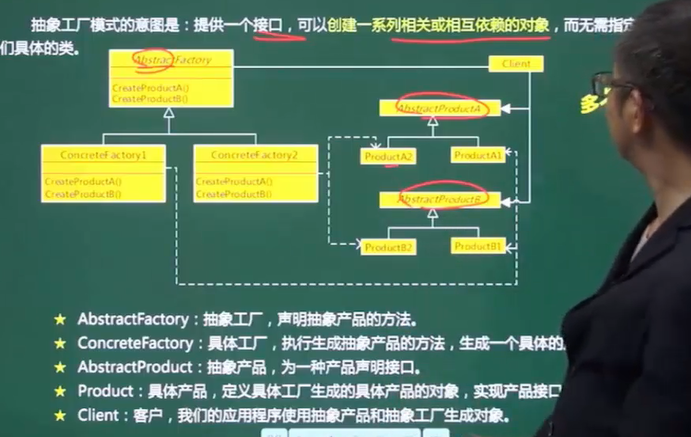 抽象工厂模式的意图是：提供一个接口，可以创建一系列相关或相互依赖的对象，而无需指定
们具体的类。
AbstractFactory
CreateProductA()
CreateProductB()
Client
多
AbstractProductA
ConcreteFactory1
CreateProductA()
CreateProductB()
ConcreteFactory2
CreateProductA()
CreateProductB()
ProductA2
ProductA1
AbstractProductB
ProductB2
ProductB1
★ AbstractFactory：抽象工厂，声明抽象产品的方法。
★ ConcreteFactory：具体工厂，执行生成抽象产品的方法，生成一个具体的
★ AbstractProduct：抽象产品，为一种产品声明接口。
★ Product：具体产品，定义具体工厂生成的具体产品的对象，实现产品接口
★ Client：客户，我们的应用程序使用抽象产品和抽象工厂生成对象。